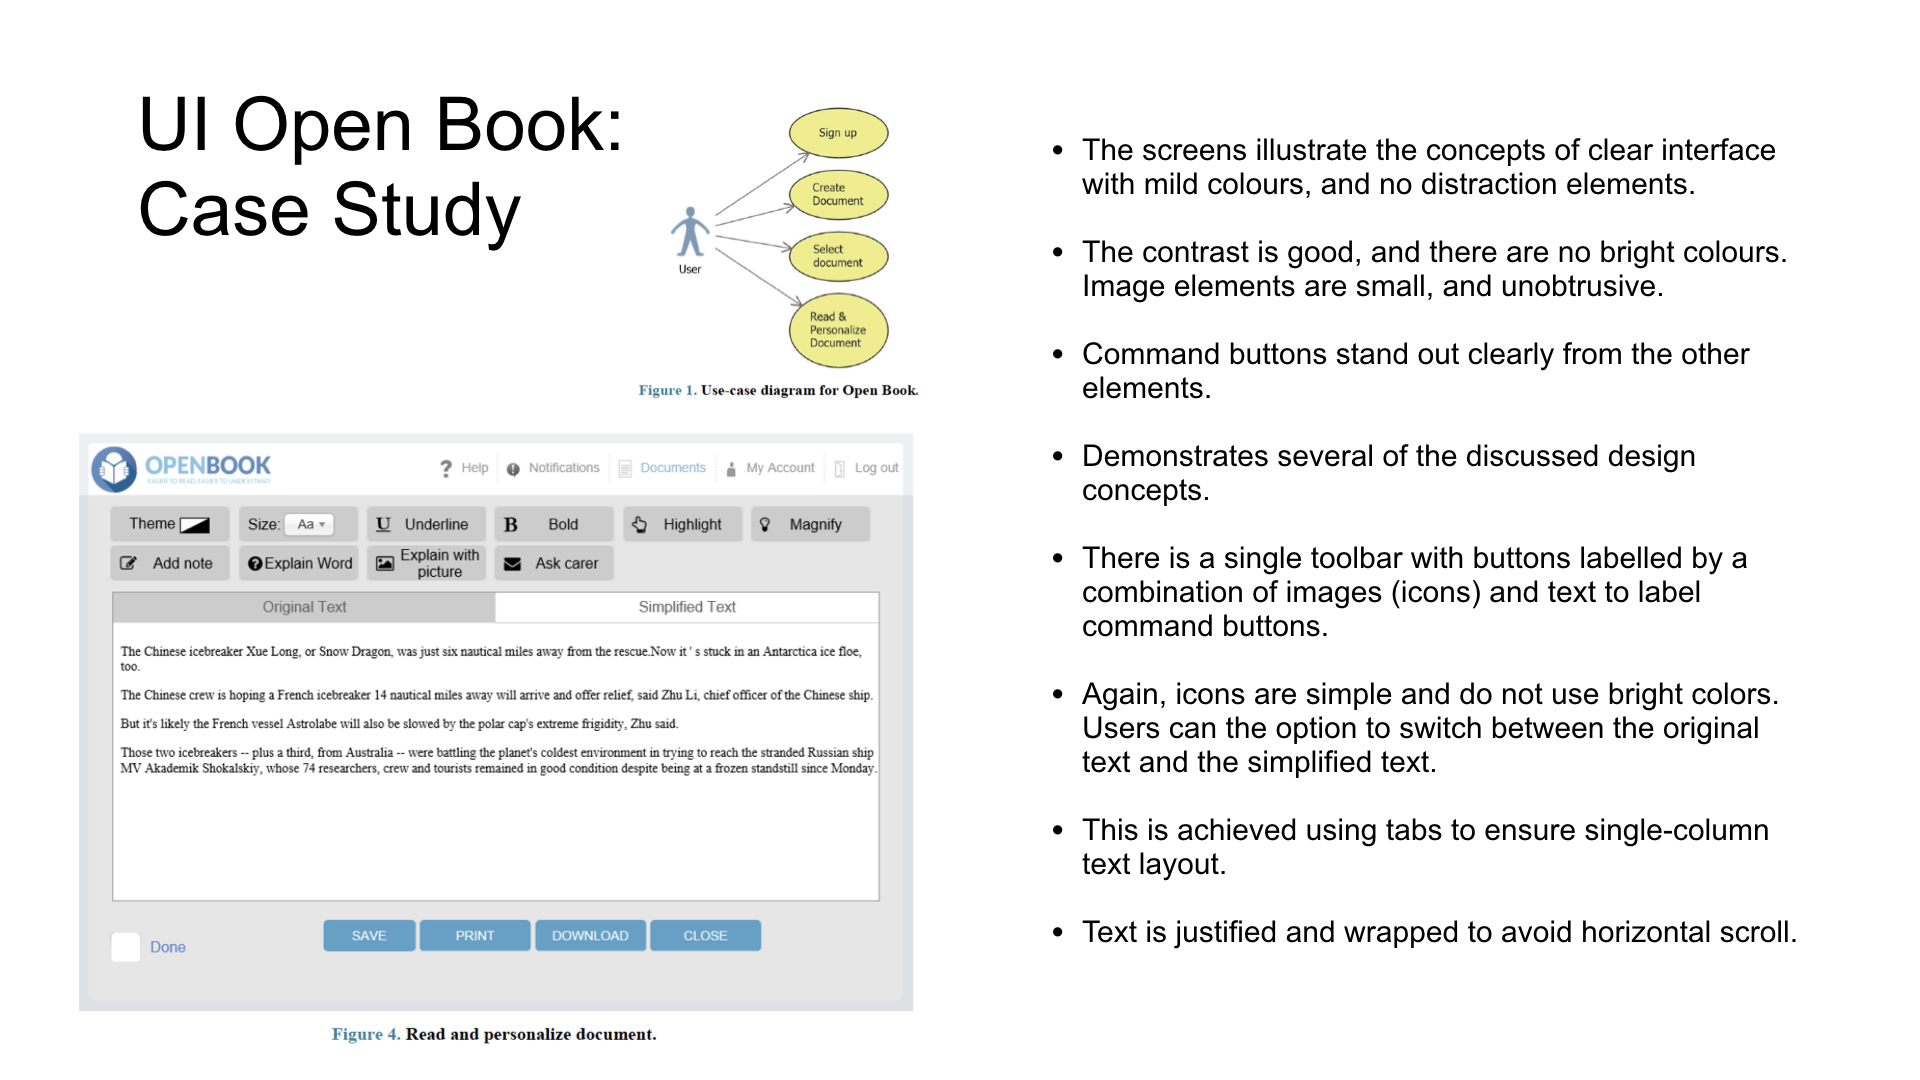 UI Open Book:
Case Study
Sign up
Create
Document
Select
document
User
Read &
Personalize
Document
Figure 1. Use-case diagram for Open Book.
OPENBOOK
EASIER TO READ, EASIER TO UNDERSTAND
? Help
Notifications
Documents
My Account
Log out
Theme
Size: Aa
U Underline
B Bold
Highlight
Magnify
Add note
Explain Word
Explain with
picture
Ask carer
Original Text
Simplified Text
The Chinese icebreaker Xue Long, or Snow Dragon, was just six nautical miles away from the rescue.Now it ' s stuck in an Antarctica ice floe,
too.
The Chinese crew is hoping a French icebreaker 14 nautical miles away will arrive and offer relief, said Zhu Li, chief officer of the Chinese ship.
But it's likely the French vessel Astrolabe will also be slowed by the polar cap's extreme frigidity, Zhu said.
Those two icebreakers -- plus a third, from Australia -- were battling the planet's coldest environment in trying to reach the stranded Russian ship
MV Akademik Shokalskiy, whose 74 researchers, crew and tourists remained in good condition despite being at a frozen standstill since Monday.
Done
SAVE
PRINT
DOWNLOAD
CLOSE
Figure 4. Read and personalize document.
• The screens illustrate the concepts of clear interface
with mild colours, and no distraction elements.
• The contrast is good, and there are no bright colours.
Image elements are small, and unobtrusive.
• Command buttons stand out clearly from the other
elements.
• Demonstrates several of the discussed design
concepts.
• There is a single toolbar with buttons labelled by a
combination of images (icons) and text to label
command buttons.
• Again, icons are simple and do not use bright colors.
Users can the option to switch between the original
text and the simplified text.
• This is achieved using tabs to ensure single-column
text layout.
• Text is justified and wrapped to avoid horizontal scroll.